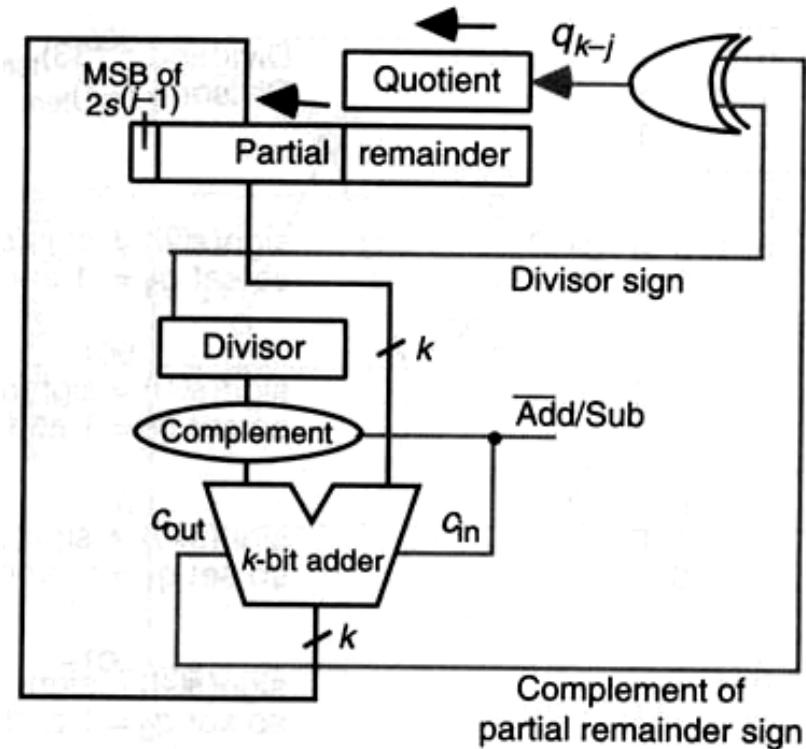 MSB of
2s(j–1)
Quotient
q_{k–j}
Partial remainder
Divisor sign
Divisor
k
Complement
A̅d̅d̅/Sub
c_out
c_in
k-bit adder
k
Complement of
partial remainder sign